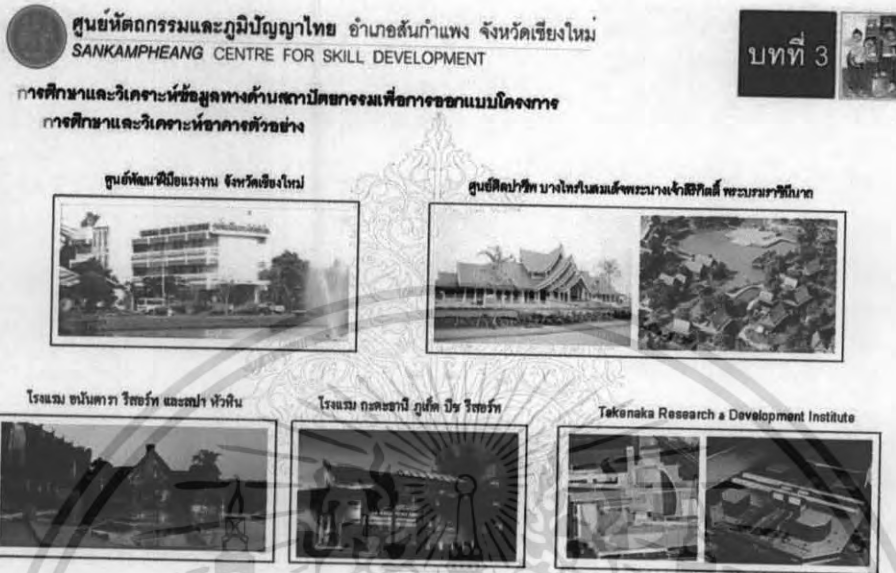 ศูนย์หัตถกรรมและภูมิปัญญาไทย อำเภอสันกำแพง จังหวัดเชียงใหม่
SANKAMPHEANG CENTRE FOR SKILL DEVELOPMENT
บทที่ 3
การศึกษาและวิเคราะห์ข้อมูลทางด้านสถาปัตยกรรมเพื่อการออกแบบโครงการ
การศึกษาและวิเคราะห์อาคารตัวอย่าง
ศูนย์พัฒนาฝีมือแรงงาน จังหวัดเชียงใหม่
ศูนย์ศิลปาชีพ บางไทรในสมเด็จพระนางเจ้าสิริกิตติ์ พระบรมราชินีนาถ
โรงแรม อนันตารา รีสอร์ท และสปา หัวหิน
โรงแรม กะตะธานี ภูเก็ต บีช รีสอร์ท
Takenaka Research & Development Institute